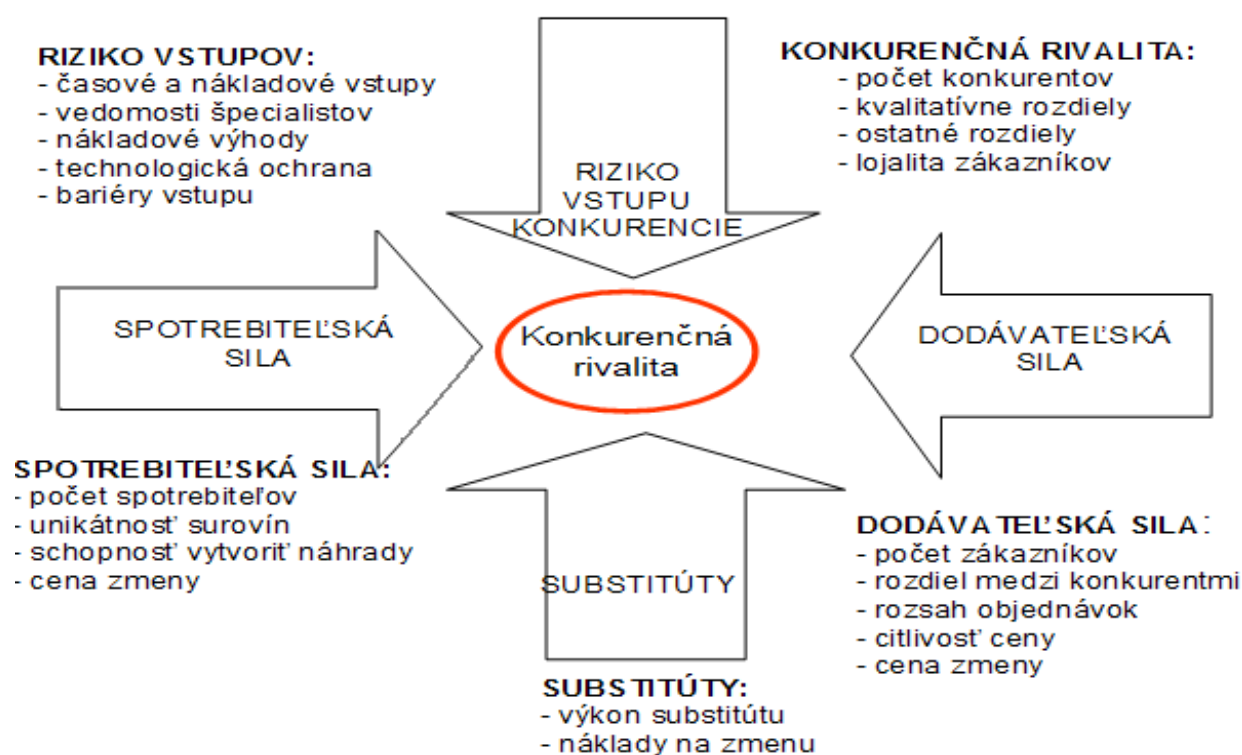 RIZIKO VSTUPOV:
- časové a nákladové vstupy
- vedomosti špecialistov
- nákladové výhody
- technologická ochrana
- bariéry vstupu
KONKURENČNÁ RIVALITA:
- počet konkurentov
- kvalitatívne rozdiely
- ostatné rozdiely
- lojalita zákazníkov
RIZIKO
VSTUPU
KONKURENCIE
SPOTREBITEĽSKÁ
SILA
Konkurenčná
rivalita
DODÁVATEĽSKÁ
SILA
SPOTREBITEĽSKÁ SILA:
- počet spotrebiteľov
- unikátnosť surovín
- schopnosť vytvoriť náhrady
- cena zmeny
SUBSTITÚTY
DODÁVATEĽSKÁ SILA:
- počet zákazníkov
- rozdiel medzi konkurentmi
- rozsah objednávok
- citlivosť ceny
- cena zmeny
SUBSTITÚTY:
- výkon substitútu
- náklady na zmenu